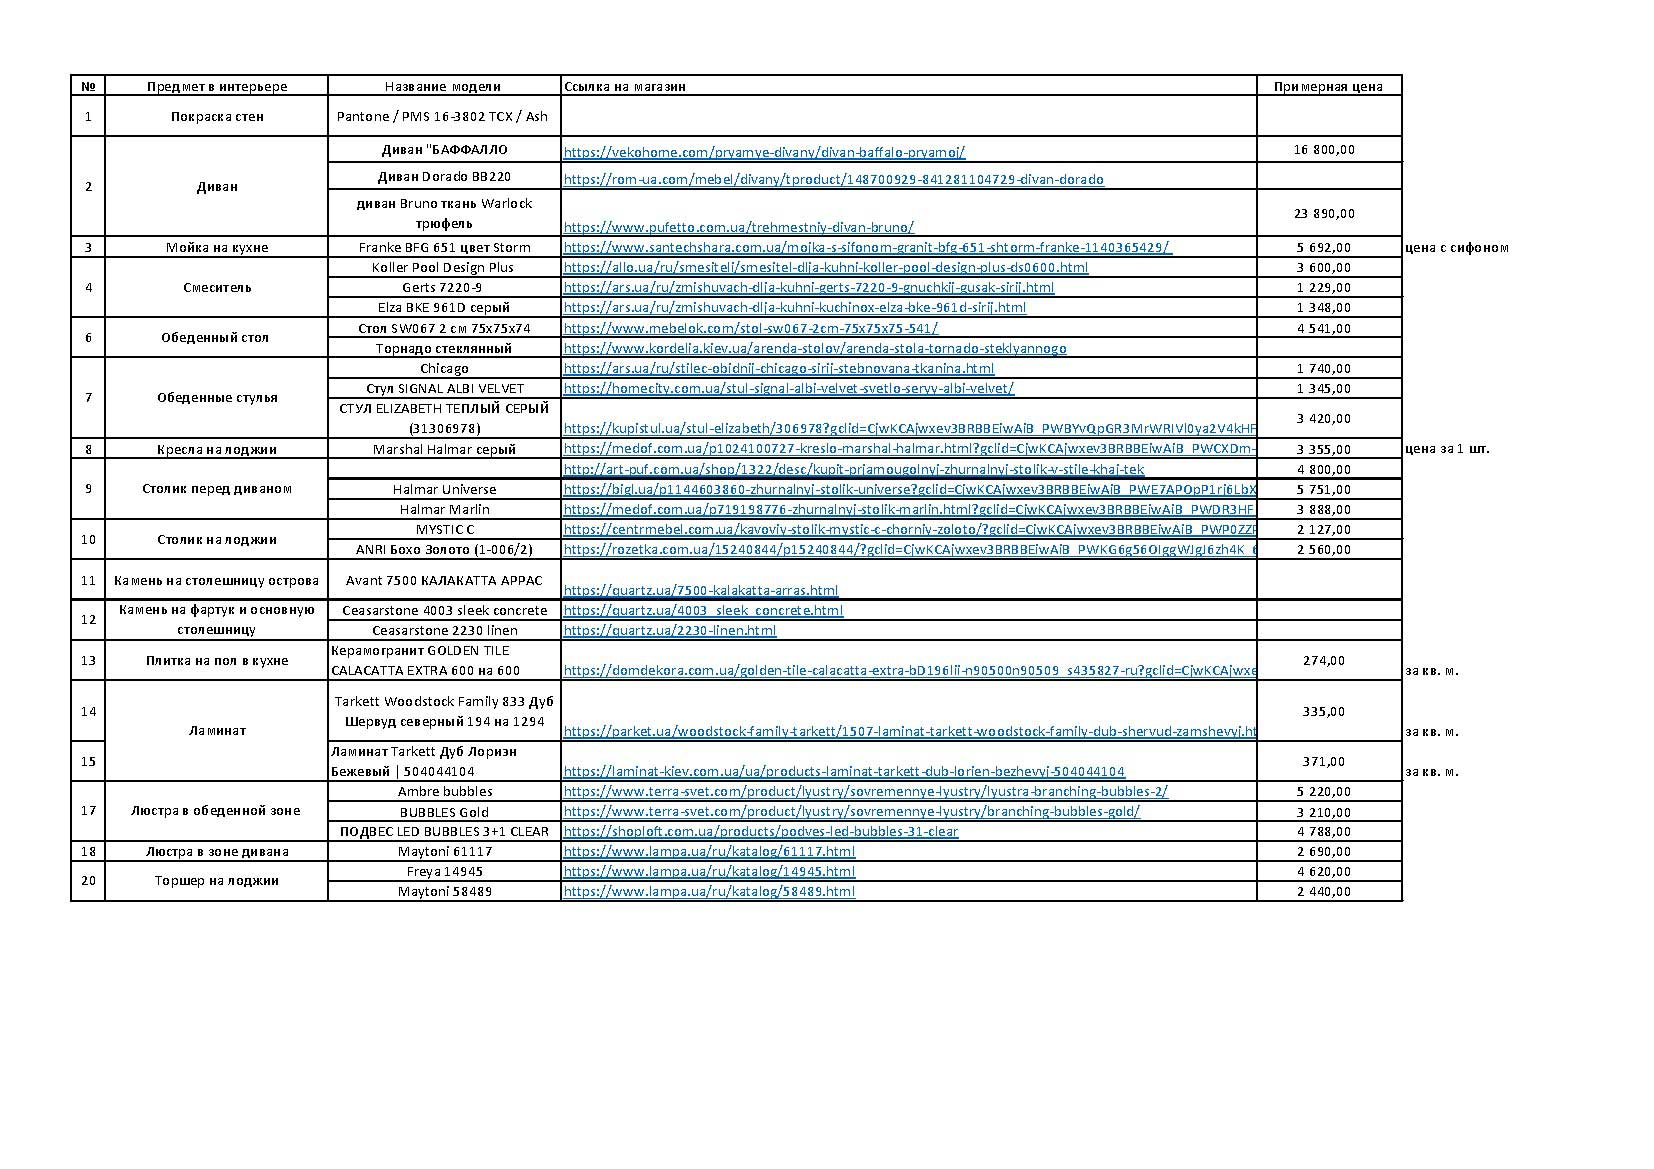 № Предмет в интерьере Название модели Ссылка на магазин Примерная цена
1 Покраска стен Pantone / PMS 16-3802 TCX / Ash
2 Диван
Диван "БАФФАЛЛО https://vekohome.com/pryamye-divany/divan-baffalo-pryamoj/ 16 800,00
Диван Dorado BB220 https://rom-ua.com/mebel/divany/tproduct/148700929-841281104729-divan-dorado
диван Bruno ткань Warlock
трюфель https://www.pufetto.com.ua/trehmestniy-divan-bruno/ 23 890,00
3 Мойка на кухне Franke BFG 651 цвет Storm https://www.santechshara.com.ua/mojka-s-sifonom-granit-bfg-651-shtorm-franke-1140365429/ 5 692,00 цена с сифоном
4 Смеситель
Koller Pool Design Plus https://allo.ua/ru/smesiteli/smesitel-dlja-kuhni-koller-pool-design-plus-ds0600.html 3 600,00
Gerts 7220-9 https://ars.ua/ru/zmishuvach-dlja-kuhni-gerts-7220-9-gnuchkij-gusak-sirij.html 1 229,00
Elza BKE 961D серый https://ars.ua/ru/zmishuvach-dlja-kuhni-kuchinox-elza-bke-961d-sirij.html 1 348,00
6 Обеденный стол
Стол SW067 2 см 75x75x74 https://www.mebelok.com/stol-sw067-2cm-75x75x75-541/ 4 541,00
Торнадо стеклянный https://www.kordelia.kiev.ua/arenda-stolov/arenda-stola-tornado-steklyannogo
7 Обеденные стулья
Chicago https://ars.ua/ru/stilec-obidnij-chicago-sirij-stebnovana-tkanina.html 1 740,00
Стул SIGNAL ALBI VELVET https://homecity.com.ua/stul-signal-albi-velvet-svetlo-seryy-albi-velvet/ 1 345,00
СТУЛ ELIZABETH ТЕПЛЫЙ СЕРЫЙ
(31306978) https://kupistul.ua/stul-elizabeth/306978?gclid=CjwKCAjwxev3BRBBEiwAiB_PWBYvQpGR3MrWRIVl0ya2V4kHF 3 420,00
8 Кресла на лоджии Marshal Halmar серый https://medof.com.ua/p1024100727-kreslo-marshal-halmar.html?gclid=CjwKCAjwxev3BRBBEiwAiB_PWCXDm- 3 355,00 цена за 1 шт.
9 Столик перед диваном
http://art-puf.com.ua/shop/1322/desc/kupit-prjamougolnyj-zhurnalnyj-stolik-v-stile-khaj-tek 4 800,00
Halmar Universe https://bigl.ua/p1144603860-zhurnalnyj-stolik-universe?gclid=CjwKCAjwxev3BRBBEiwAiB_PWE7APOpP1rj6LbX 5 751,00
Halmar Marlin https://medof.com.ua/p719198776-zhurnalnyj-stolik-marlin.html?gclid=CjwKCAjwxev3BRBBEiwAiB_PWDR3HF 3 888,00
10 Столик на лоджии
MYSTIC C https://centrmebel.com.ua/kavoviy-stolik-mystic-c-chorniy-zoloto/?gclid=CjwKCAjwxev3BRBBEiwAiB_PWP0ZZF 2 127,00
ANRI Бохо Золото (1-006/2) https://rozetka.com.ua/15240844/p15240844/?gclid=CjwKCAjwxev3BRBBEiwAiB_PWKG6g56OIggWJgJ6zh4K_6 2 560,00
11 Камень на столешницу острова Avant 7500 КАЛАКАТТА АРРАС https://quartz.ua/7500-kalakatta-arras.html
12 Камень на фартук и основную
столешницу
Ceasarstone 4003 sleek concrete https://quartz.ua/4003_sleek_concrete.html
Ceasarstone 2230 linen https://quartz.ua/2230-linen.html
13 Плитка на пол в кухне Керамогранит GOLDEN TILE
CALACATTA EXTRA 600 на 600 https://domdekora.com.ua/golden-tile-calacatta-extra-bD196lii-n90500n90509_s435827-ru?gclid=CjwKCAjwxe 274,00 за кв. м.
Ламинат
14 Tarkett Woodstock Family 833 Дуб
Шервуд северный 194 на 1294 https://parket.ua/woodstock-family-tarkett/1507-laminat-tarkett-woodstock-family-dub-shervud-zamshevyj.ht 335,00 за кв. м.
15 Ламинат Tarkett Дуб Лориэн
Бежевый | 504044104 https://laminat-kiev.com.ua/ua/products-laminat-tarkett-dub-lorien-bezhevyj-504044104 371,00 за кв. м.
17 Люстра в обеденной зоне
Ambre bubbles https://www.terra-svet.com/product/lyustry/sovremennye-lyustry/lyustra-branching-bubbles-2/ 5 220,00
BUBBLES Gold https://www.terra-svet.com/product/lyustry/sovremennye-lyustry/branching-bubbles-gold/ 3 210,00
ПОДВЕС LED BUBBLES 3+1 CLEAR https://shoploft.com.ua/products/podves-led-bubbles-31-clear 4 788,00
18 Люстра в зоне дивана Maytoni 61117 https://www.lampa.ua/ru/katalog/61117.html 2 690,00
20 Торшер на лоджии
Freya 14945 https://www.lampa.ua/ru/katalog/14945.html 4 620,00
Maytoni 58489 https://www.lampa.ua/ru/katalog/58489.html 2 440,00